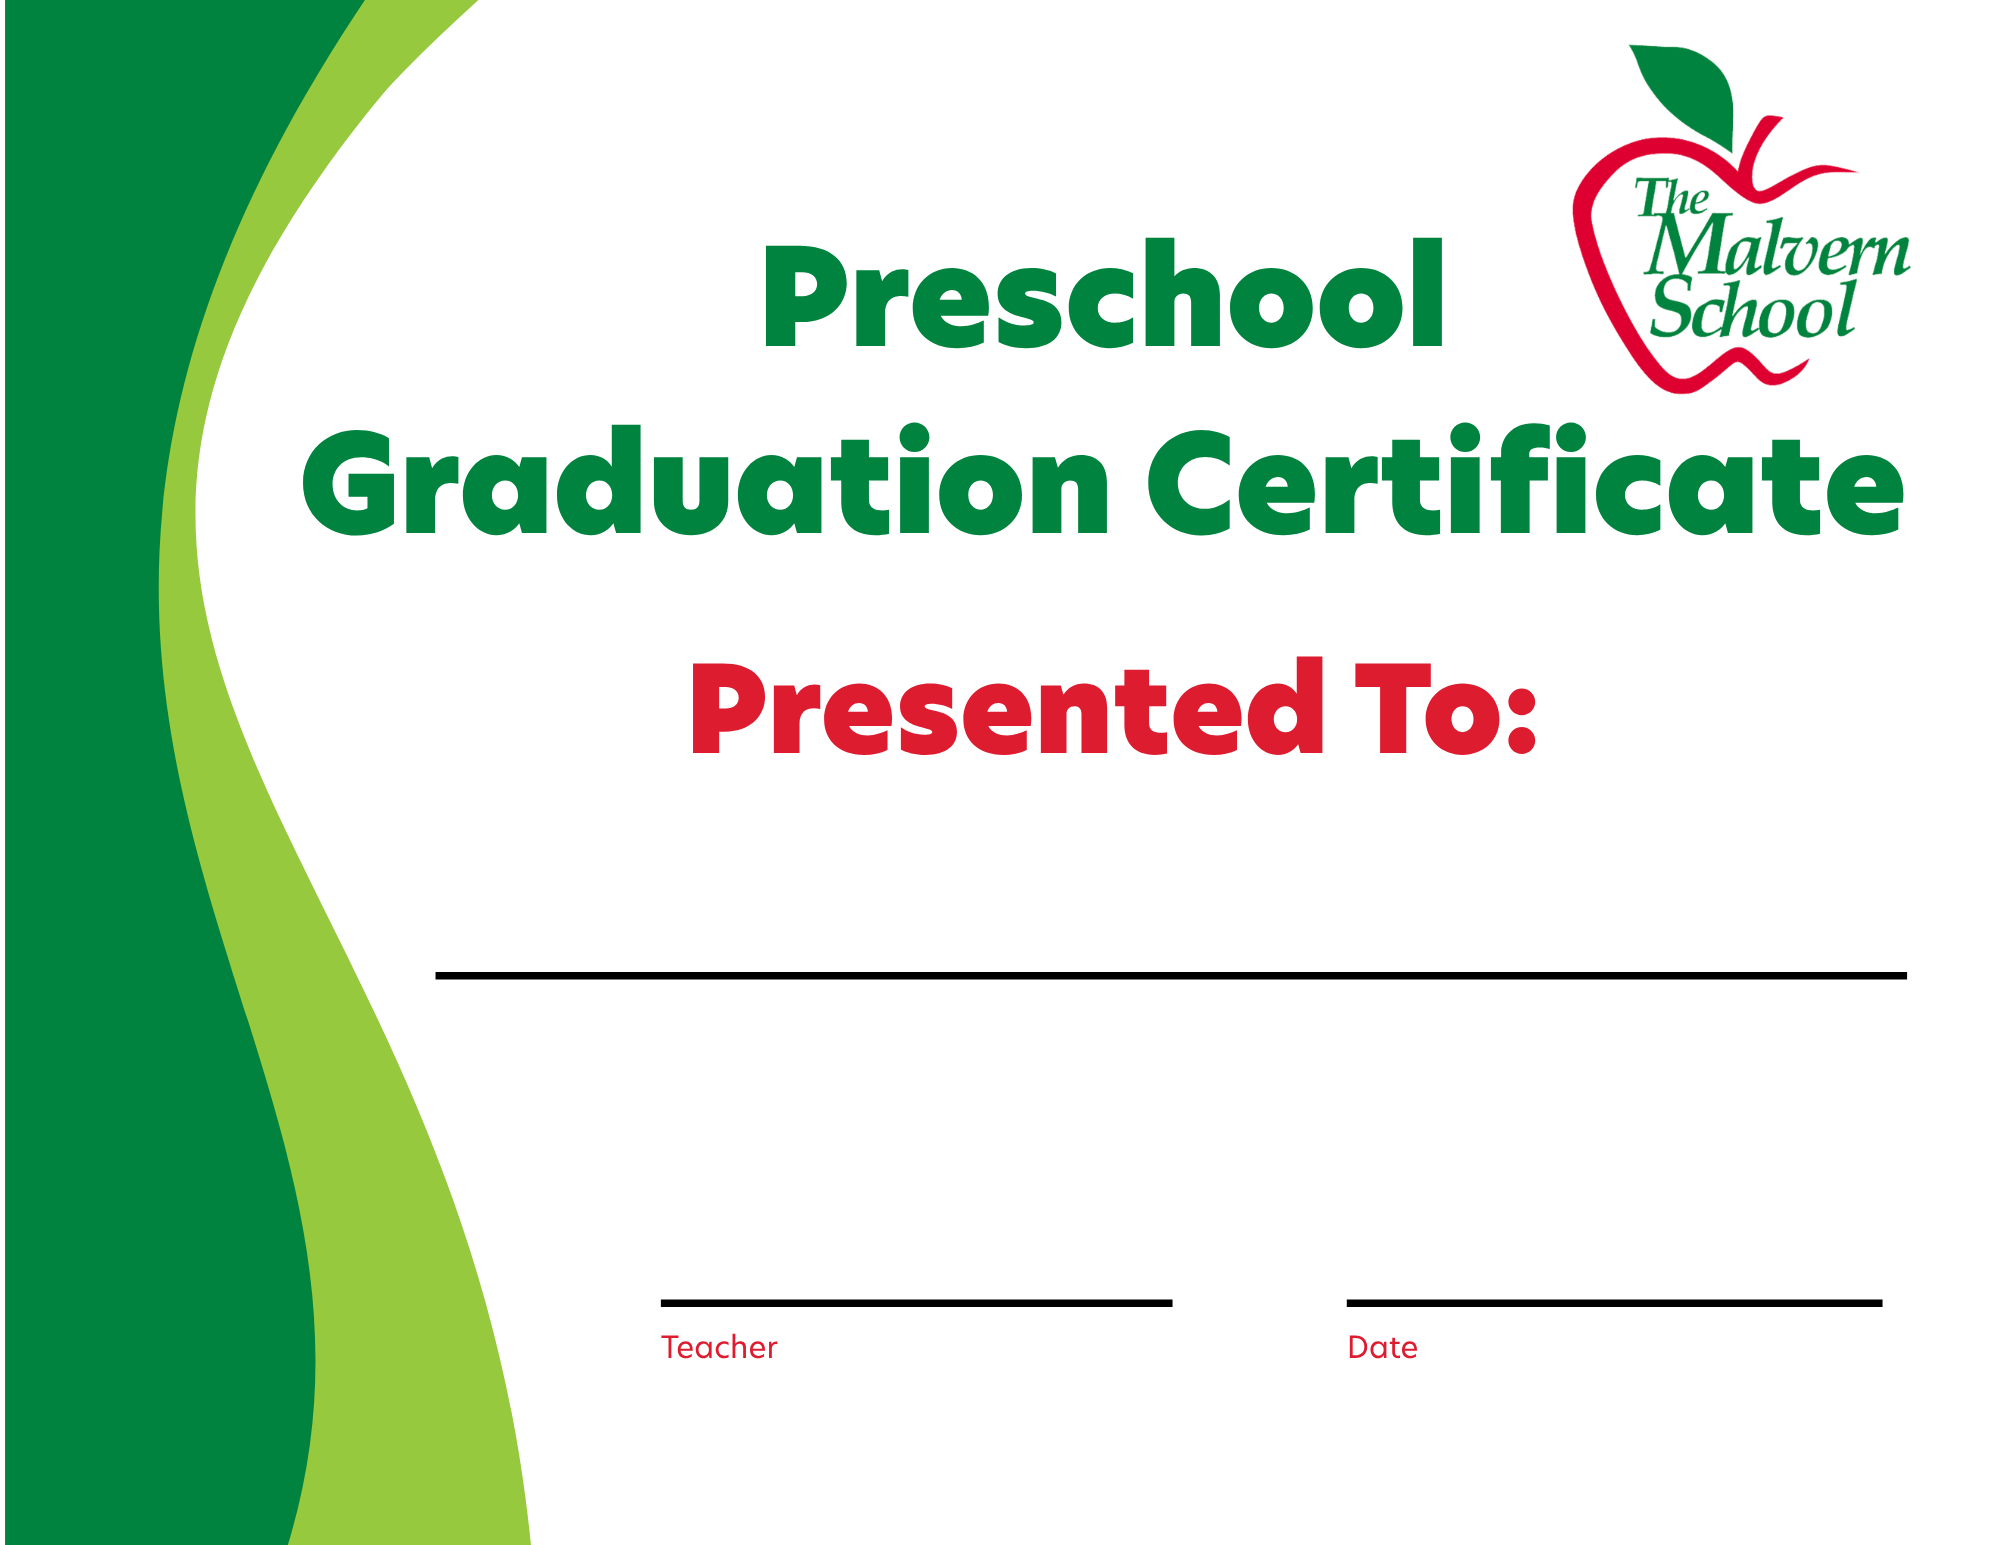 The
Malvern
School
Preschool
Graduation Certificate
Presented To:
Teacher
Date